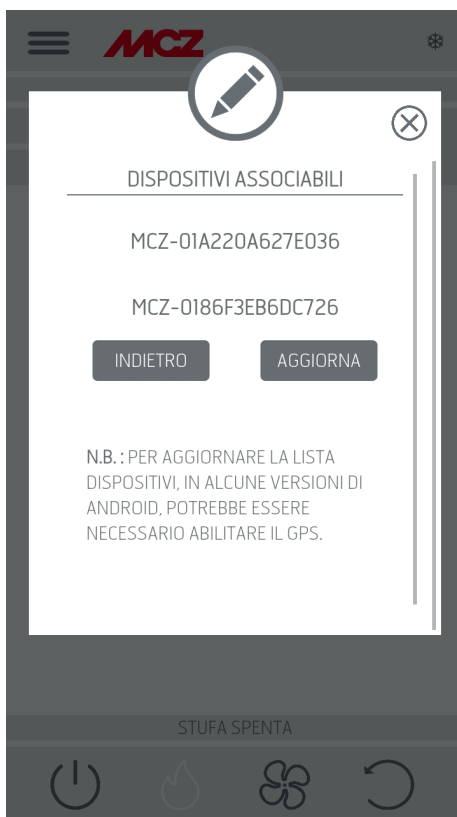 MCZ
DISPOSITIVI ASSOCIABILI
MCZ-01A220A627E036
MCZ-0186F3EB6DC726
INDIETRO AGGIORNA
N.B. : PER AGGIORNARE LA LISTA
DISPOSITIVI, IN ALCUNE VERSIONI DI
ANDROID, POTREBBE ESSERE
NECESSARIO ABILITARE IL GPS.
STUFA SPENTA